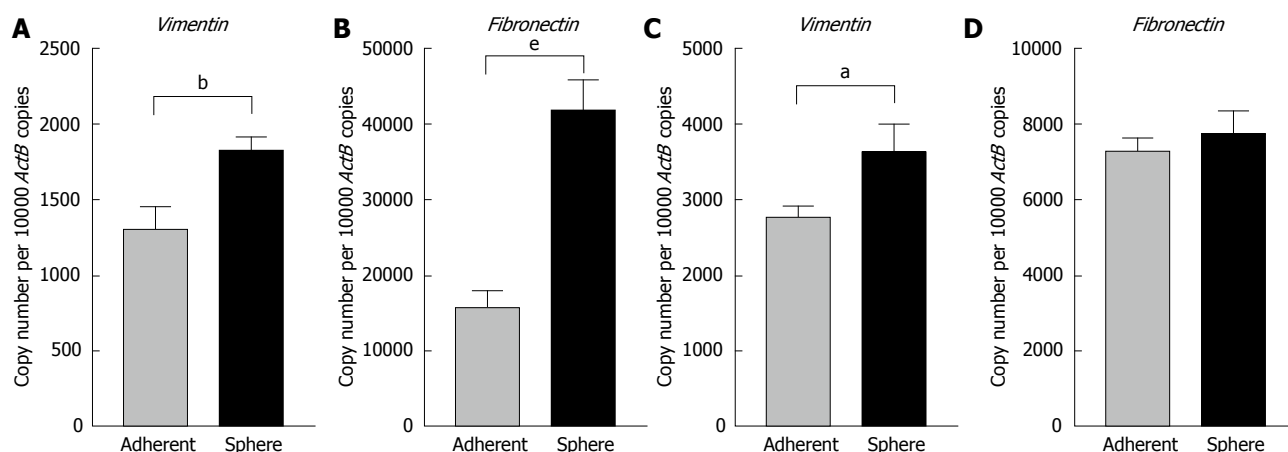 A
Vimentin
Copy number per 10000 ActB copies
2500
2000
1500
1000
500
0
b
Adherent
Sphere
B
Fibronectin
Copy number per 10000 ActB copies
50000
40000
30000
20000
10000
0
e
Adherent
Sphere
C
Vimentin
Copy number per 10000 ActB copies
5000
4000
3000
2000
1000
0
a
Adherent
Sphere
D
Fibronectin
Copy number per 10000 ActB copies
10000
8000
6000
4000
2000
0
Adherent
Sphere